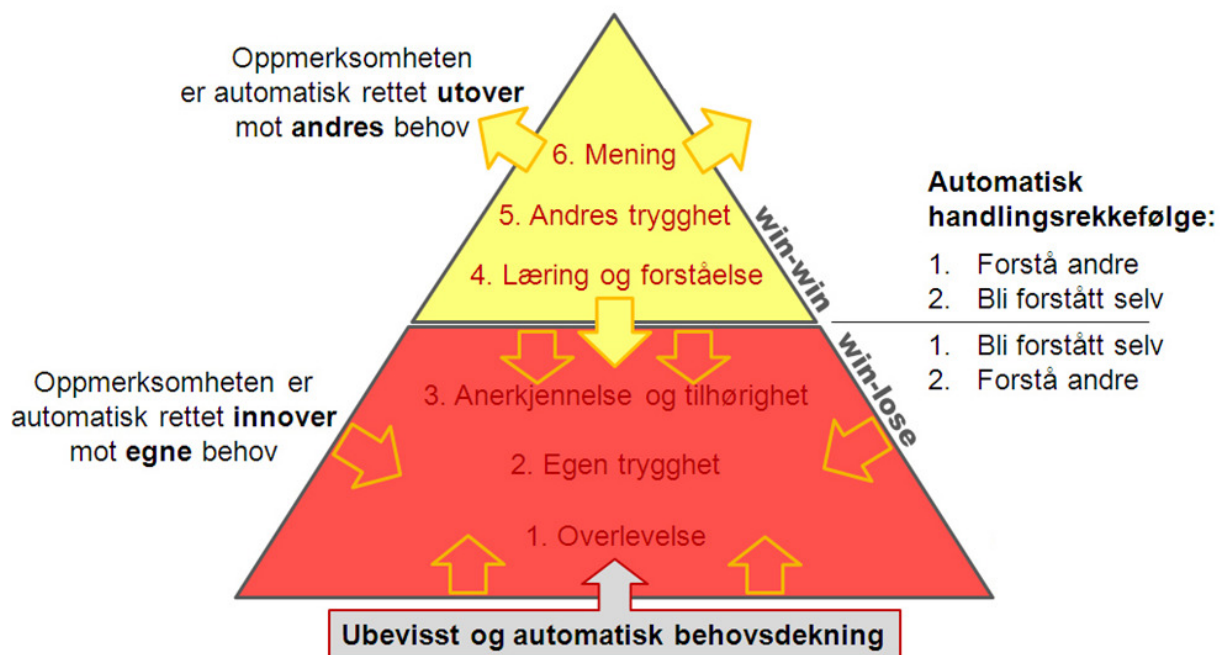 Oppmerksomheten
er automatisk rettet utover
mot andres behov
6. Mening
5. Andres trygghet
4. Læring og forståelse
win-win
Automatisk
handlingsrekkefølge:
1. Forstå andre
2. Bli forstått selv
1. Bli forstått selv
2. Forstå andre
win-lose
Oppmerksomheten er
automatisk rettet innover
mot egne behov
3. Anerkjennelse og tilhørighet
2. Egen trygghet
1. Overlevelse
Ubevisst og automatisk behovsdekning